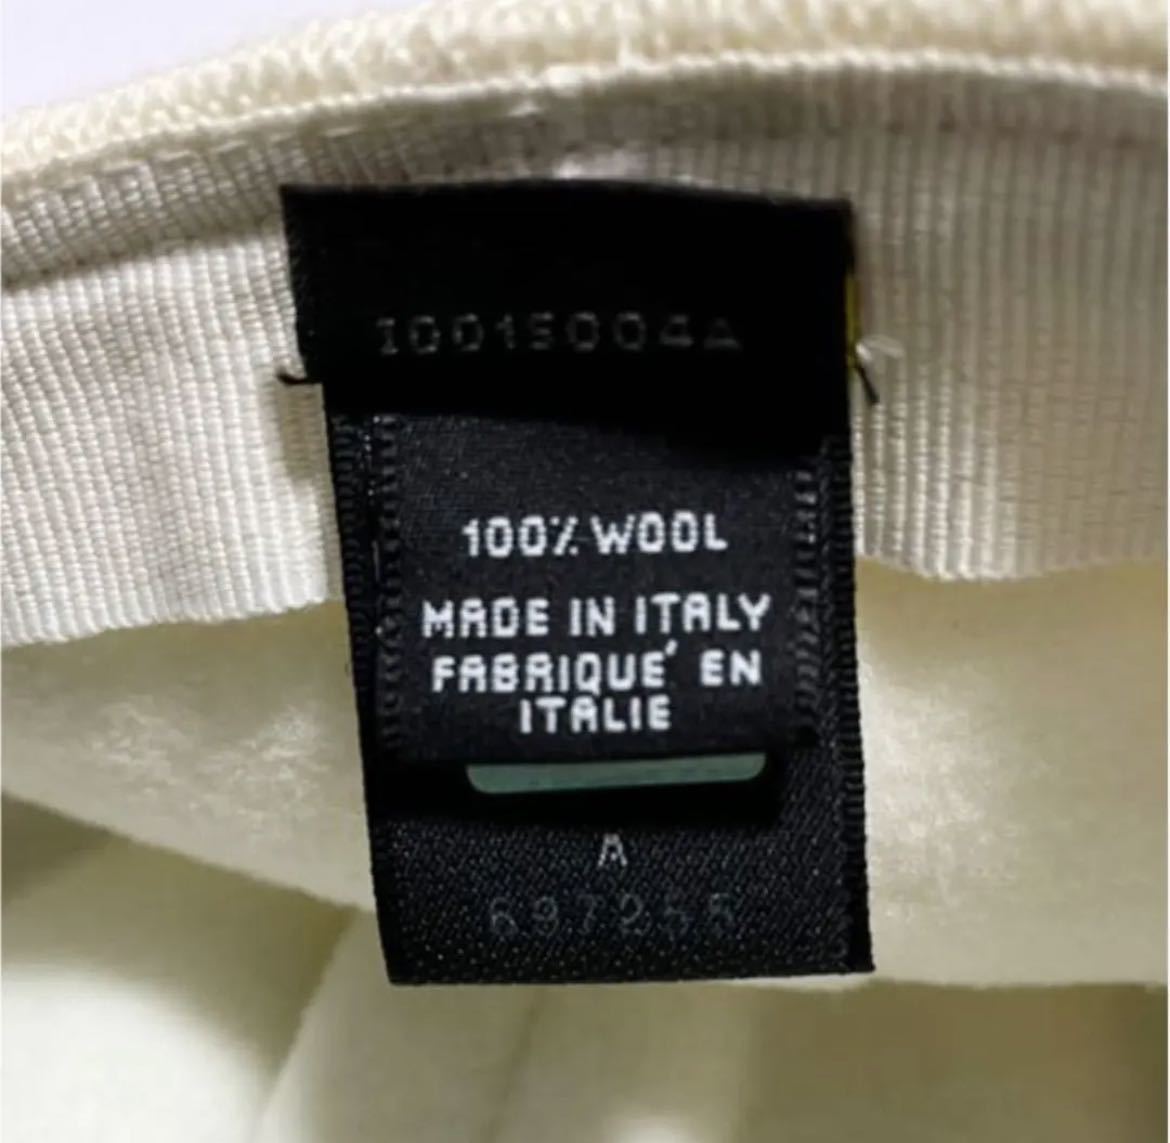 10015004A
100% WOOL
MADE IN ITALY
FABRIQUE´ EN
ITALIE
A
697255